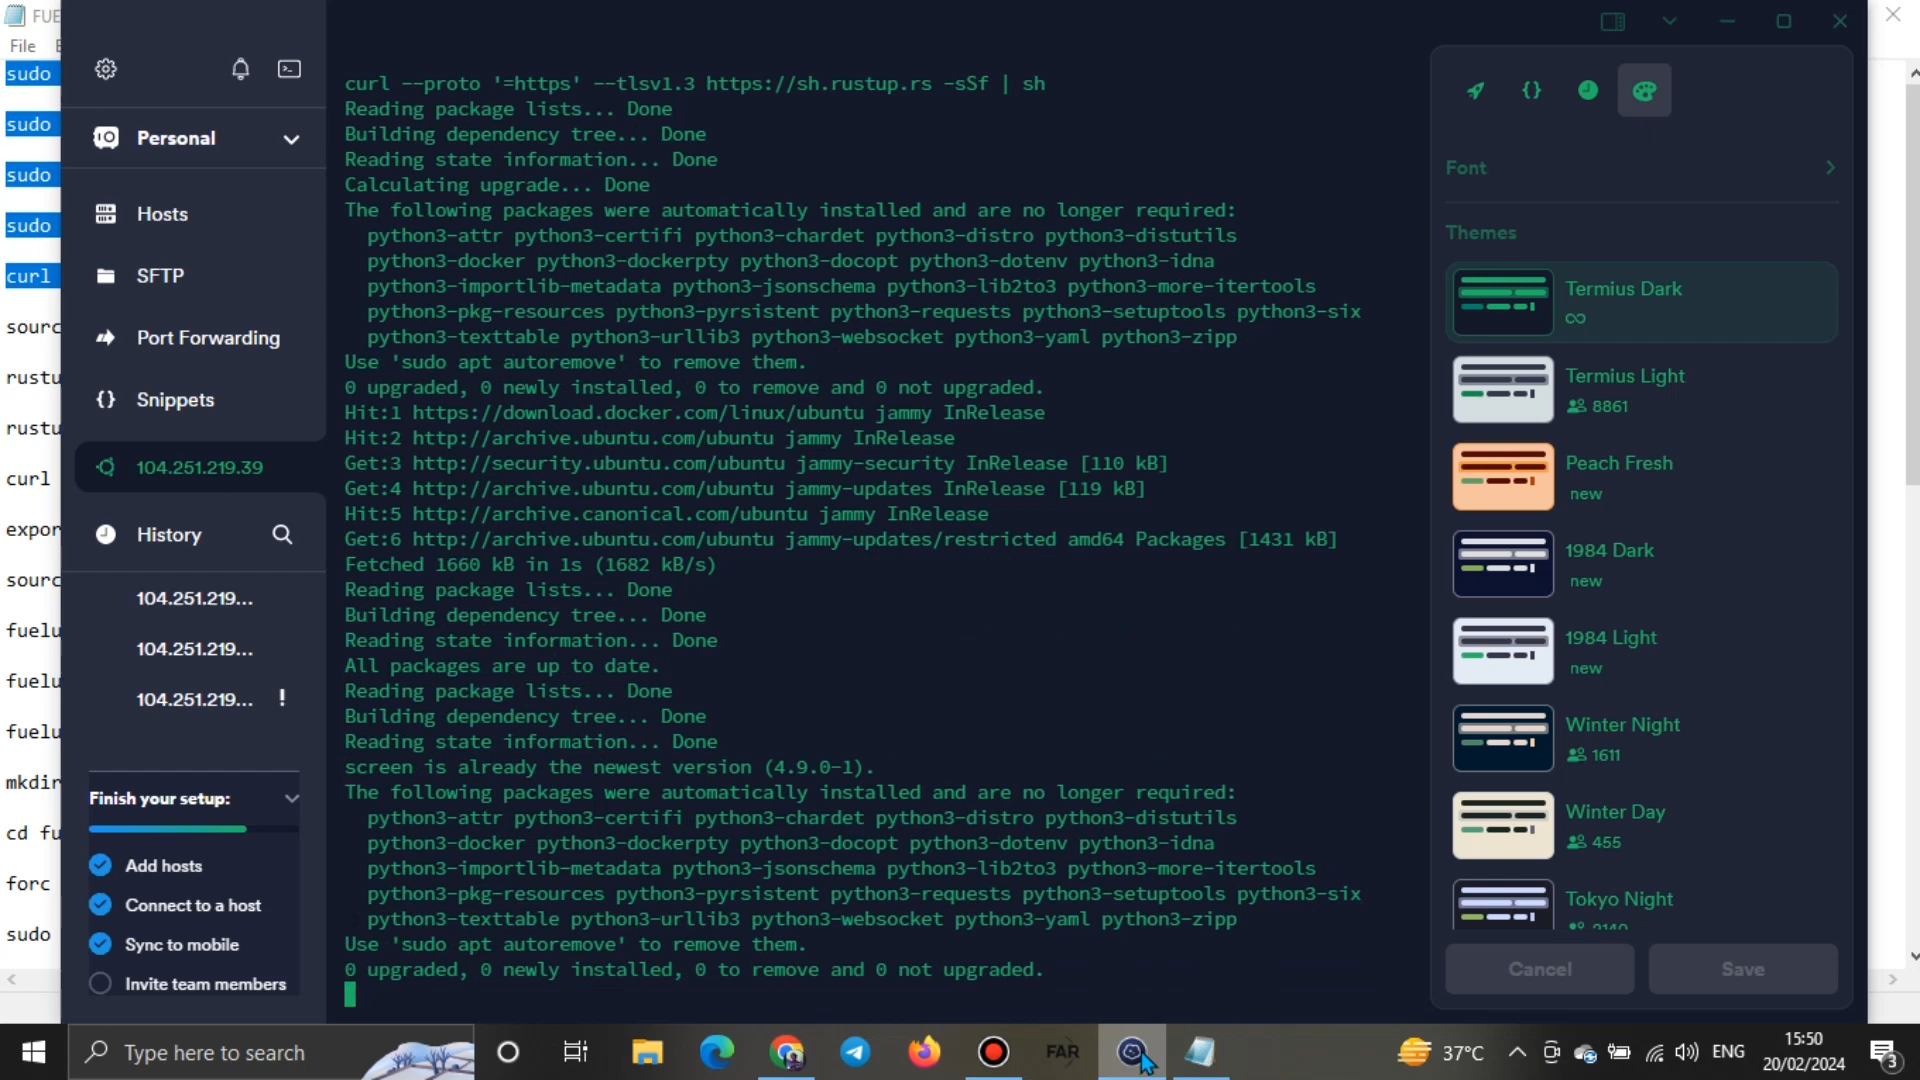 FUE
File
sudo
sudo
sudo
sudo
curl
sourc
rustu
rustu
curl
expor
sourc
fuelu
fuelu
fuelu
mkdir
cd fu
forc
sudo
Personal
Hosts
SFTP
Port Forwarding
Snippets
104.251.219.39
History
104.251.219...
104.251.219...
104.251.219... !
Finish your setup:
Add hosts
Connect to a host
Sync to mobile
Invite team members
curl --proto '=https' --tlsv1.3 https://sh.rustup.rs -sSf | sh
Reading package lists... Done
Building dependency tree... Done
Reading state information... Done
Calculating upgrade... Done
The following packages were automatically installed and are no longer required:
python3-attr python3-certifi python3-chardet python3-distro python3-distutils
python3-docker python3-dockerpty python3-docopt python3-dotenv python3-idna
python3-importlib-metadata python3-jsonschema python3-lib2to3 python3-more-itertools
python3-pkg-resources python3-pyrsistent python3-requests python3-setuptools python3-six
python3-texttable python3-urllib3 python3-websocket python3-yaml python3-zipp
Use 'sudo apt autoremove' to remove them.
0 upgraded, 0 newly installed, 0 to remove and 0 not upgraded.
Hit:1 https://download.docker.com/linux/ubuntu jammy InRelease
Hit:2 http://archive.ubuntu.com/ubuntu jammy InRelease
Get:3 http://security.ubuntu.com/ubuntu jammy-security InRelease [110 kB]
Get:4 http://archive.ubuntu.com/ubuntu jammy-updates InRelease [119 kB]
Hit:5 http://archive.canonical.com/ubuntu jammy InRelease
Get:6 http://archive.ubuntu.com/ubuntu jammy-updates/restricted amd64 Packages [1431 kB]
Fetched 1660 kB in 1s (1682 kB/s)
Reading package lists... Done
Building dependency tree... Done
Reading state information... Done
All packages are up to date.
Reading package lists... Done
Building dependency tree... Done
Reading state information... Done
screen is already the newest version (4.9.0-1).
The following packages were automatically installed and are no longer required:
python3-attr python3-certifi python3-chardet python3-distro python3-distutils
python3-docker python3-dockerpty python3-docopt python3-dotenv python3-idna
python3-importlib-metadata python3-jsonschema python3-lib2to3 python3-more-itertools
python3-pkg-resources python3-pyrsistent python3-requests python3-setuptools python3-six
python3-texttable python3-urllib3 python3-websocket python3-yaml python3-zipp
Use 'sudo apt autoremove' to remove them.
0 upgraded, 0 newly installed, 0 to remove and 0 not upgraded.
Font
Themes
Termius Dark
∞
Termius Light
8861
Peach Fresh
new
1984 Dark
new
1984 Light
new
Winter Night
1611
Winter Day
455
Tokyo Night
Cancel
Save
Type here to search
FAR
37°C
ENG
15:50
20/02/2024
3